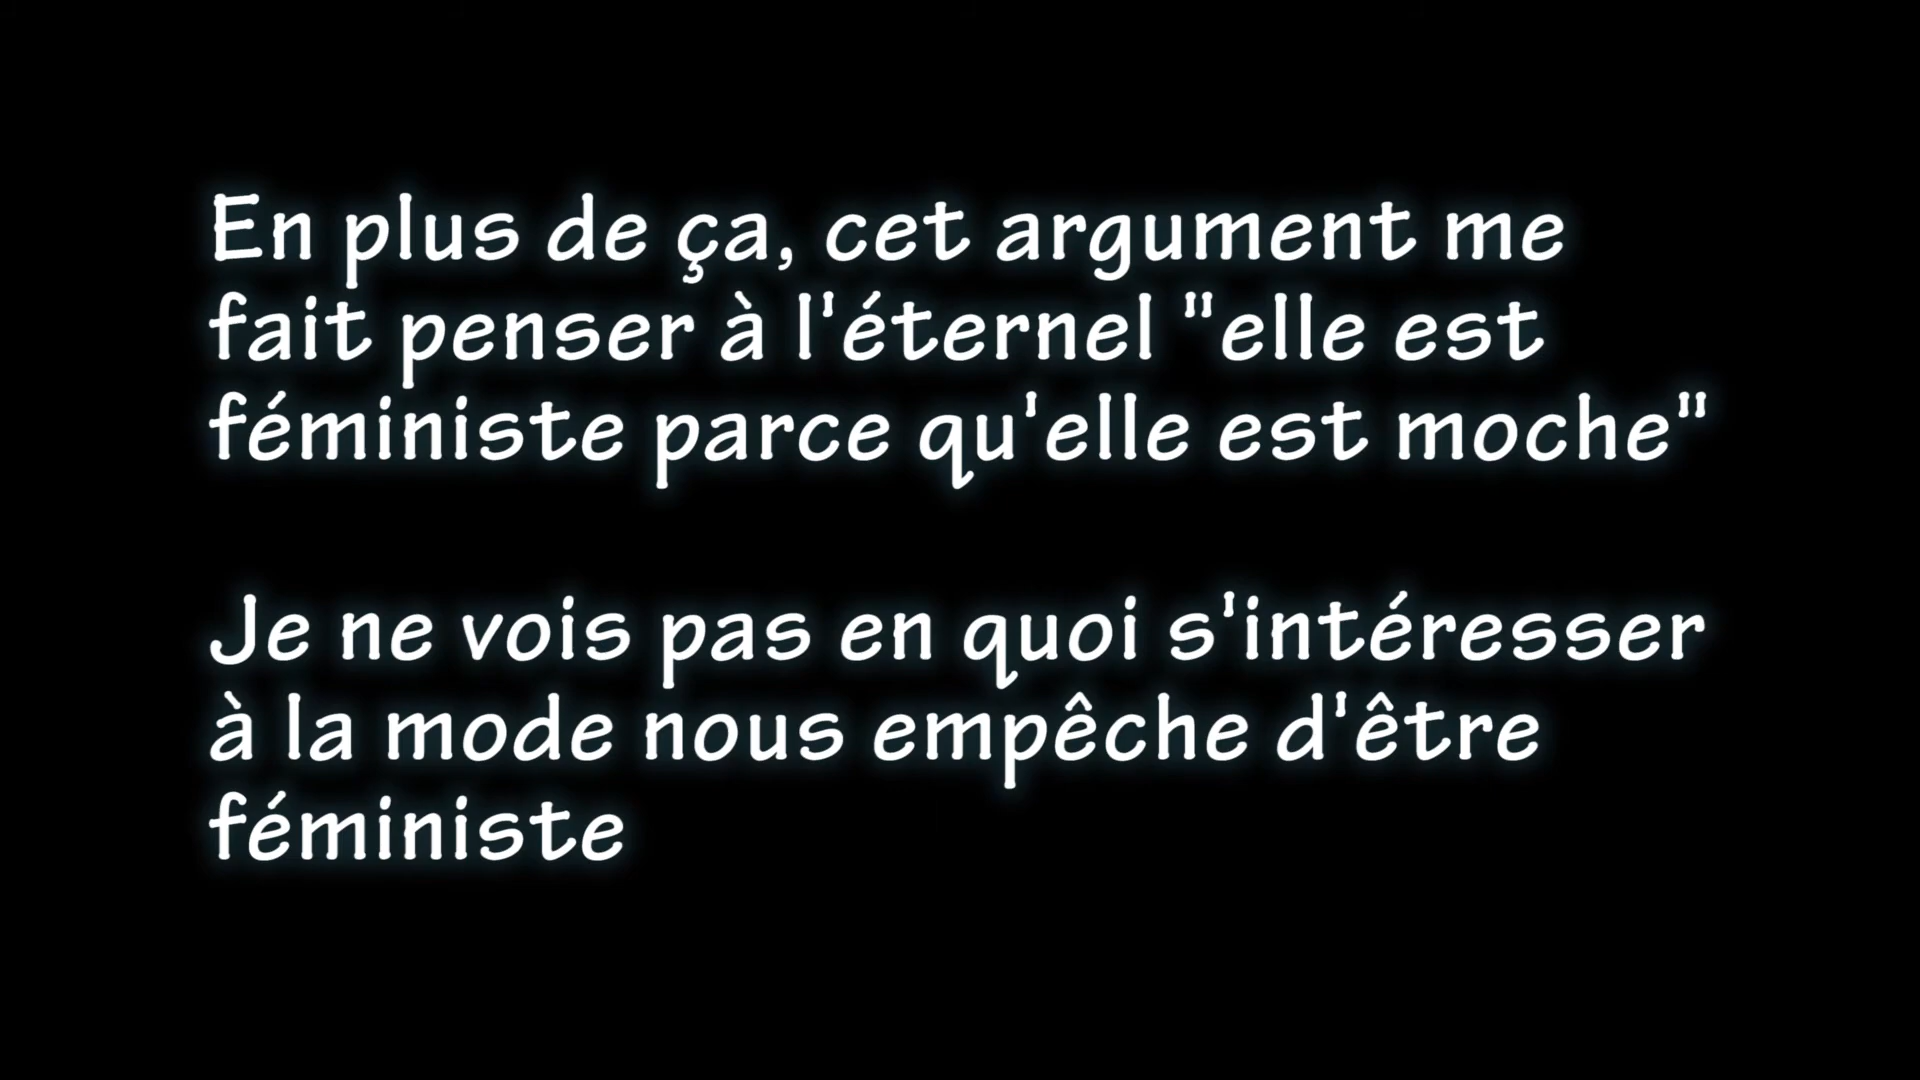 En plus de ça, cet argument me
fait penser à l'éternel "elle est
féministe parce qu'elle est moche"
Je ne vois pas en quoi s'intéresser
à la mode nous empêche d'être
féministe